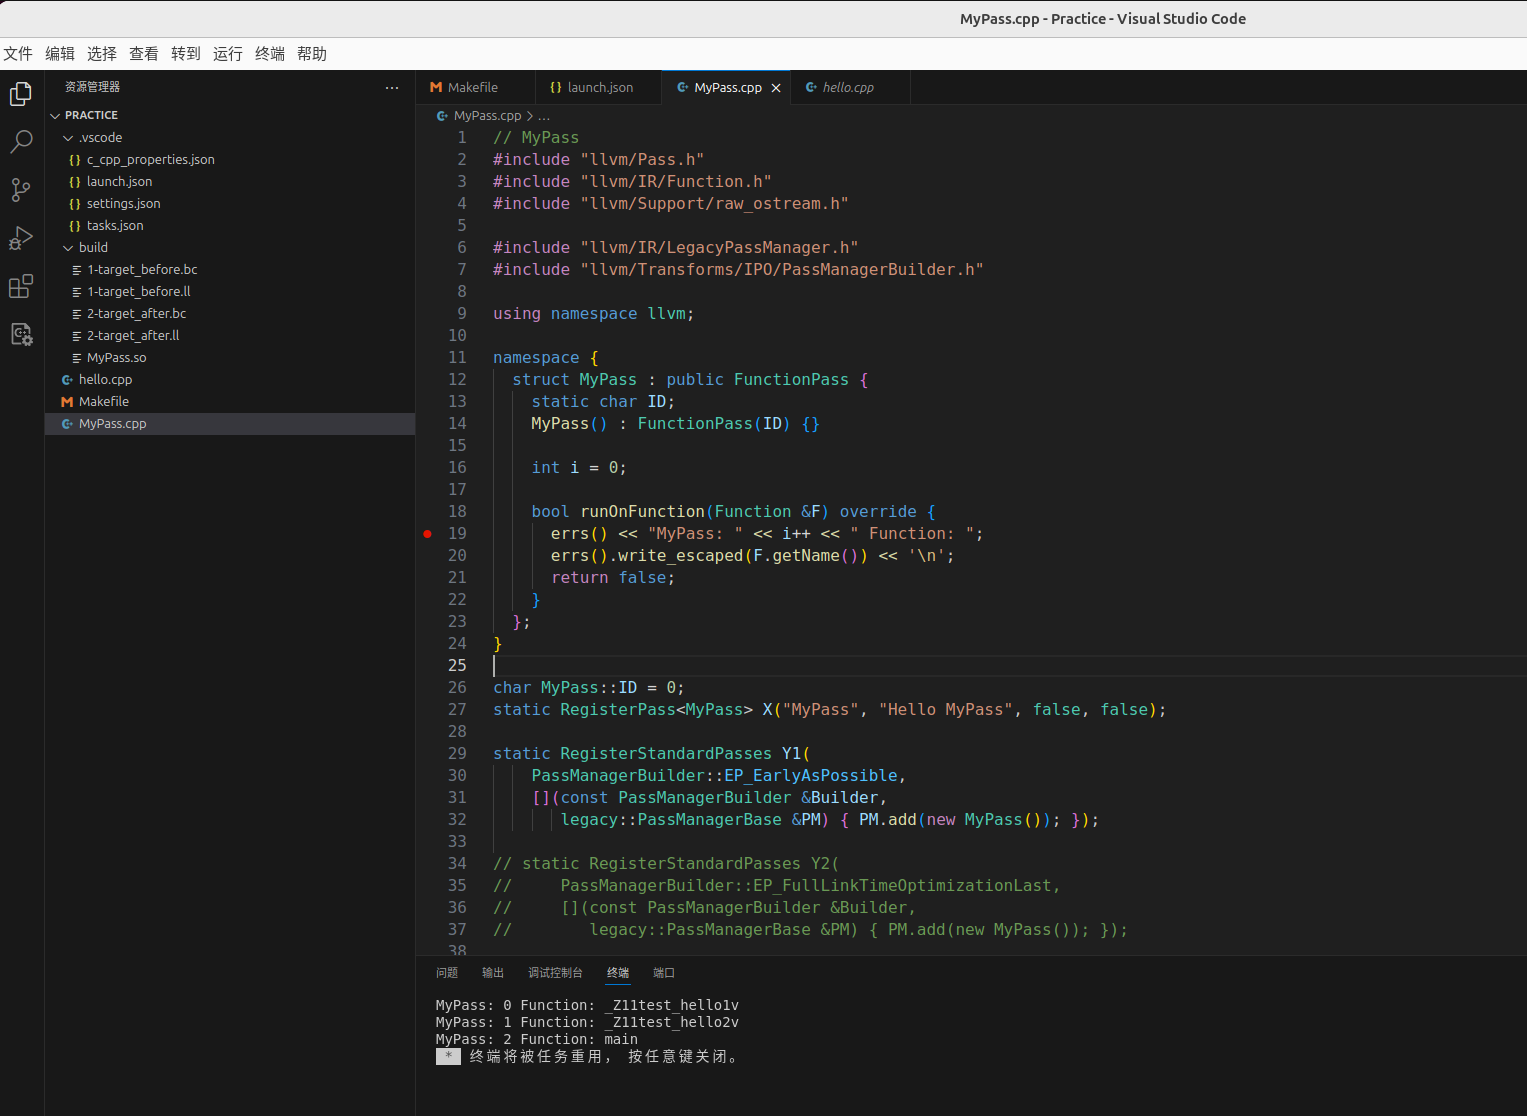 MyPass.cpp - Practice - Visual Studio Code
文件 编辑 选择 查看 转到 运行 终端 帮助
资源管理器 ···
PRACTICE
.vscode
{} c_cpp_properties.json
{} launch.json
{} settings.json
{} tasks.json
build
1-target_before.bc
1-target_before.ll
2-target_after.bc
2-target_after.ll
MyPass.so
hello.cpp
Makefile
MyPass.cpp
Makefile {} launch.json MyPass.cpp × hello.cpp
MyPass.cpp > ...
1 // MyPass
2 #include "llvm/Pass.h"
3 #include "llvm/IR/Function.h"
4 #include "llvm/Support/raw_ostream.h"
5
6 #include "llvm/IR/LegacyPassManager.h"
7 #include "llvm/Transforms/IPO/PassManagerBuilder.h"
8
9 using namespace llvm;
10
11 namespace {
12   struct MyPass : public FunctionPass {
13     static char ID;
14     MyPass() : FunctionPass(ID) {}
15
16     int i = 0;
17
18     bool runOnFunction(Function &F) override {
19       errs() << "MyPass: " << i++ << " Function: ";
20       errs().write_escaped(F.getName()) << '\n';
21       return false;
22     }
23   };
24 }
25
26 char MyPass::ID = 0;
27 static RegisterPass<MyPass> X("MyPass", "Hello MyPass", false, false);
28
29 static RegisterStandardPasses Y1(
30     PassManagerBuilder::EP_EarlyAsPossible,
31     [](const PassManagerBuilder &Builder,
32        legacy::PassManagerBase &PM) { PM.add(new MyPass()); });
33
34 // static RegisterStandardPasses Y2(
35 //     PassManagerBuilder::EP_FullLinkTimeOptimizationLast,
36 //     [](const PassManagerBuilder &Builder,
37 //        legacy::PassManagerBase &PM) { PM.add(new MyPass()); });
38
问题 输出 调试控制台 终端 端口
MyPass: 0 Function: _Z11test_hello1v
MyPass: 1 Function: _Z11test_hello2v
MyPass: 2 Function: main
* 终端将被任务重用， 按任意键关闭。